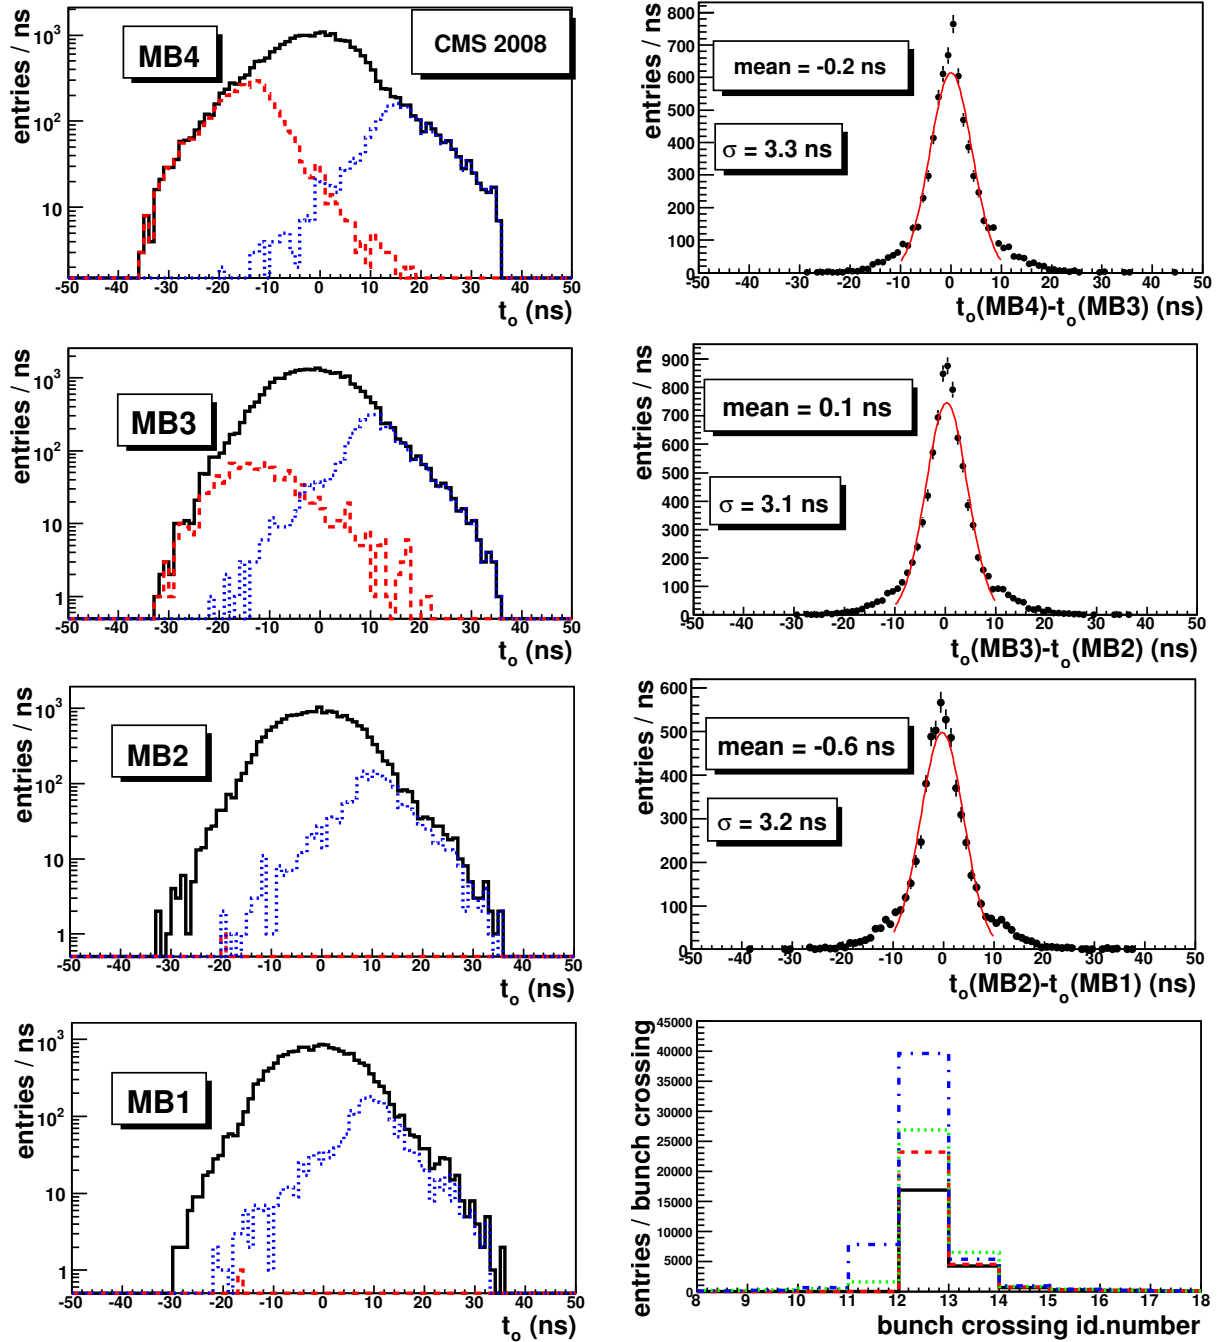 entries / ns
10³
10²
10
MB4
CMS 2008
-50 -40 -30 -20 -10 0 10 20 30 40 50
t₀ (ns)
entries / ns
800
700
600
500
400
300
200
100
0
mean = -0.2 ns
σ = 3.3 ns
-50 -40 -30 -20 -10 0 10 20 30 40 50
t₀(MB4)-t₀(MB3) (ns)
entries / ns
10³
10²
10
1
MB3
-50 -40 -30 -20 -10 0 10 20 30 40 50
t₀ (ns)
entries / ns
900
800
700
600
500
400
300
200
100
0
mean = 0.1 ns
σ = 3.1 ns
-50 -40 -30 -20 -10 0 10 20 30 40 50
t₀(MB3)-t₀(MB2) (ns)
entries / ns
10³
10²
10
1
MB2
-50 -40 -30 -20 -10 0 10 20 30 40 50
t₀ (ns)
entries / ns
600
500
400
300
200
100
0
mean = -0.6 ns
σ = 3.2 ns
-50 -40 -30 -20 -10 0 10 20 30 40 50
t₀(MB2)-t₀(MB1) (ns)
entries / ns
10³
10²
10
1
MB1
-50 -40 -30 -20 -10 0 10 20 30 40 50
t₀ (ns)
entries / bunch crossing
45000
40000
35000
30000
25000
20000
15000
10000
5000
0
8 9 10 11 12 13 14 15 16 17 18
bunch crossing id.number